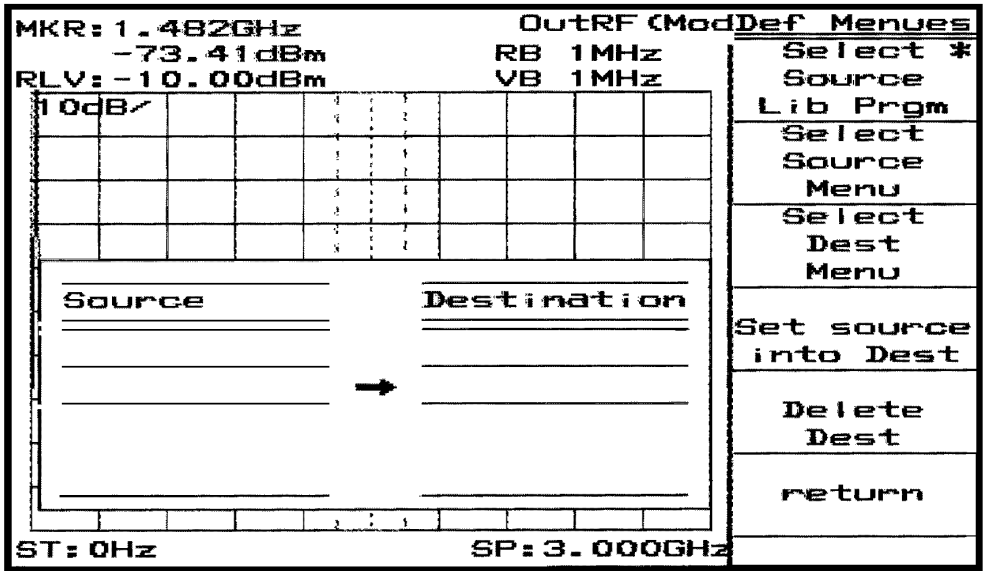 MKR:1.482GHz
-73.41dBm
RLV:-10.00dBm
OutRF(Mod
RB 1MHz
VB 1MHz
10dB/
Source
Destination
ST:0Hz
SP:3.000GHz
Def Menues
Select *
Source
Lib Prgm
Select
Source
Menu
Select
Dest
Menu
Set source
into Dest
Delete
Dest
return